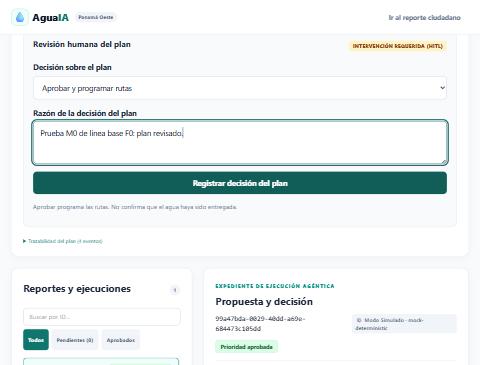 AguaIA Panamá Oeste Ir al reporte ciudadano
Revisión humana del plan INTERVENCIÓN REQUERIDA (HITL)
Decisión sobre el plan
Aprobar y programar rutas
Razón de la decisión del plan
Prueba M0 de línea base F0: plan revisado.
Registrar decisión del plan
Aprobar programa las rutas. No confirma que el agua haya sido entregada.
Trazabilidad del plan (4 eventos)
Reportes y ejecuciones 1
Buscar por ID...
Todos Pendientes (0) Aprobados
EXPEDIENTE DE EJECUCIÓN AGÉNTICA
Propuesta y decisión
99a47bda-0029-40dd-a69e-
684473c105dd
Modo Simulado · mock-
deterministic
Prioridad aprobada